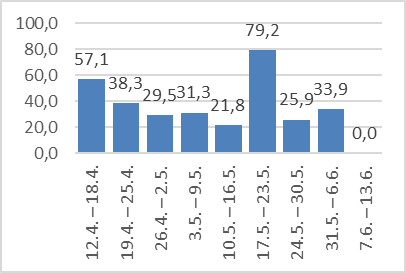 100,0
80,0
60,0
40,0
20,0
0,0
57,1
38,3
29,5
31,3
21,8
79,2
25,9
33,9
0,0
12.4. – 18.4.
19.4. – 25.4.
26.4. – 2.5.
3.5. – 9.5.
10.5. – 16.5.
17.5. – 23.5.
24.5. – 30.5.
31.5. – 6.6.
7.6. – 13.6.